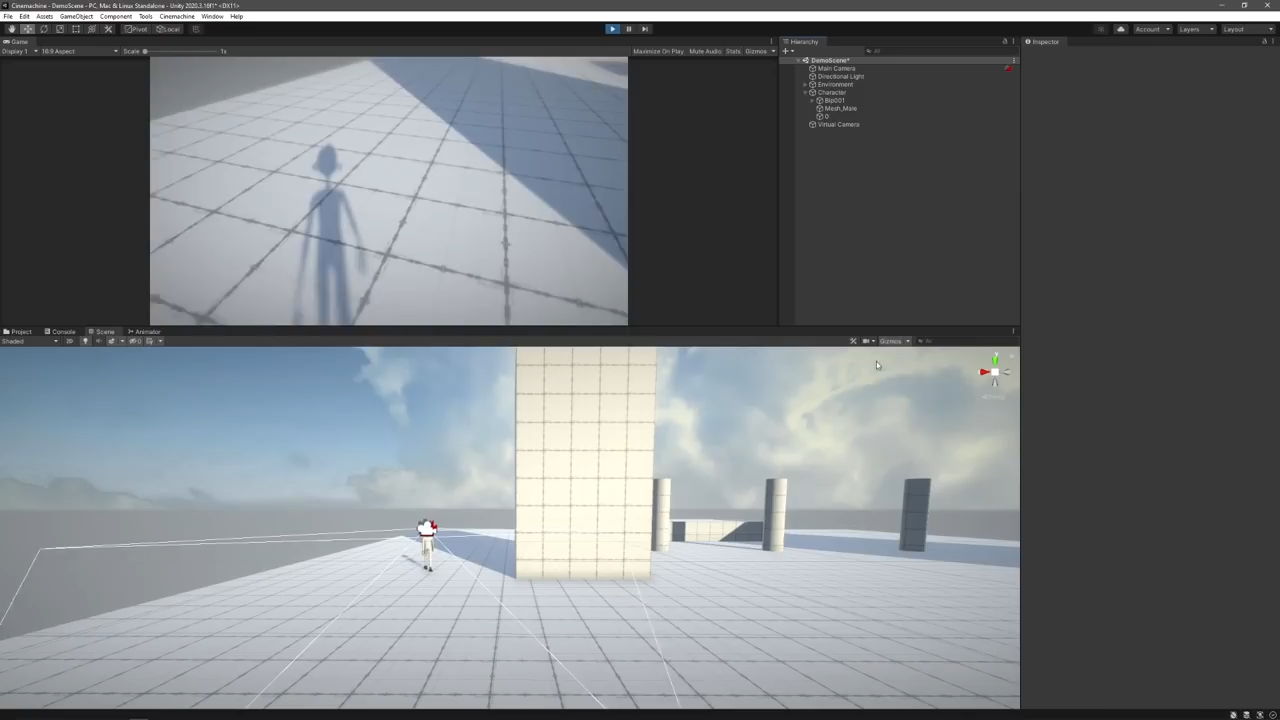 Cinemachine - DemoScene - PC, Mac & Linux Standalone - Unity 2020.3.16f1* <DX11>
File Edit Assets GameObject Component Tools Cinemachine Window Help
Pivot Local Account Layers Layout
Game
Display 1 16:9 Aspect Scale 1x Maximize On Play Mute Audio Stats Gizmos
Hierarchy
All
DemoScene*
Main Camera
Directional Light
Environment
Character
Bip001
Mesh_Male
Virtual Camera
Inspector
Project Console Scene Animator
Shaded Gizmos All